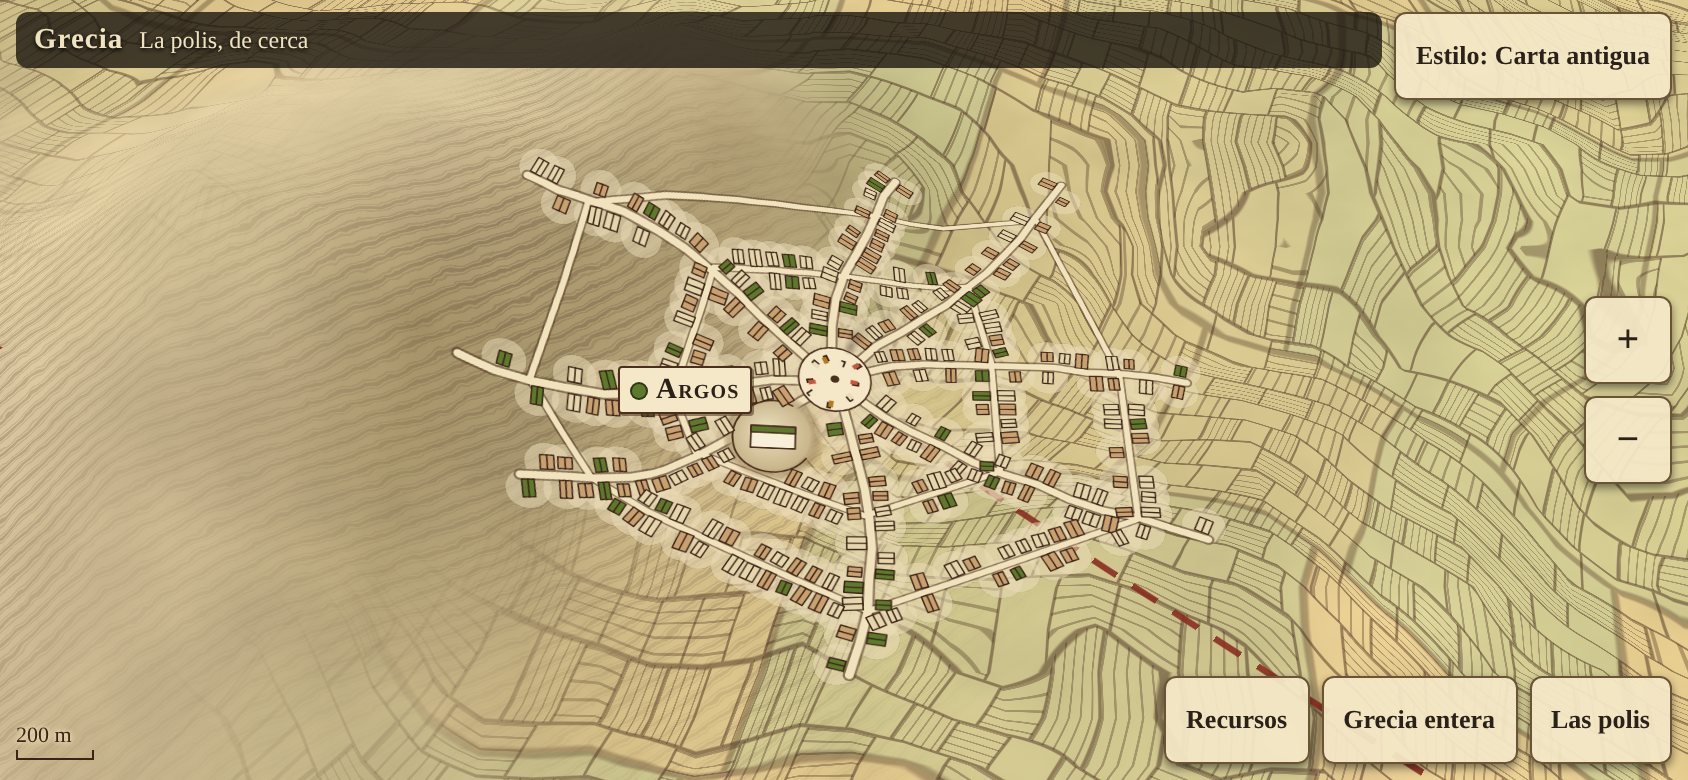 Grecia La polis, de cerca
Estilo: Carta antigua
+
ARGOS
−
200 m
Recursos
Grecia entera
Las polis